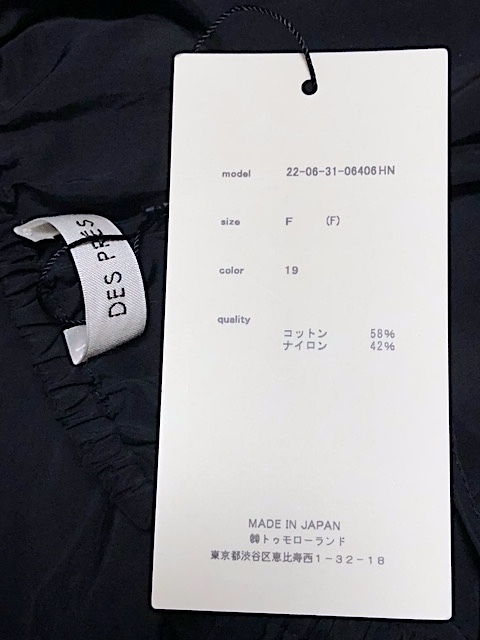 DES PRÉS
model 22-06-31-06406HN
size F (F)
color 19
quality
コットン 58%
ナイロン 42%
MADE IN JAPAN
㈱トゥモローランド
東京都渋谷区恵比寿西1-32-18